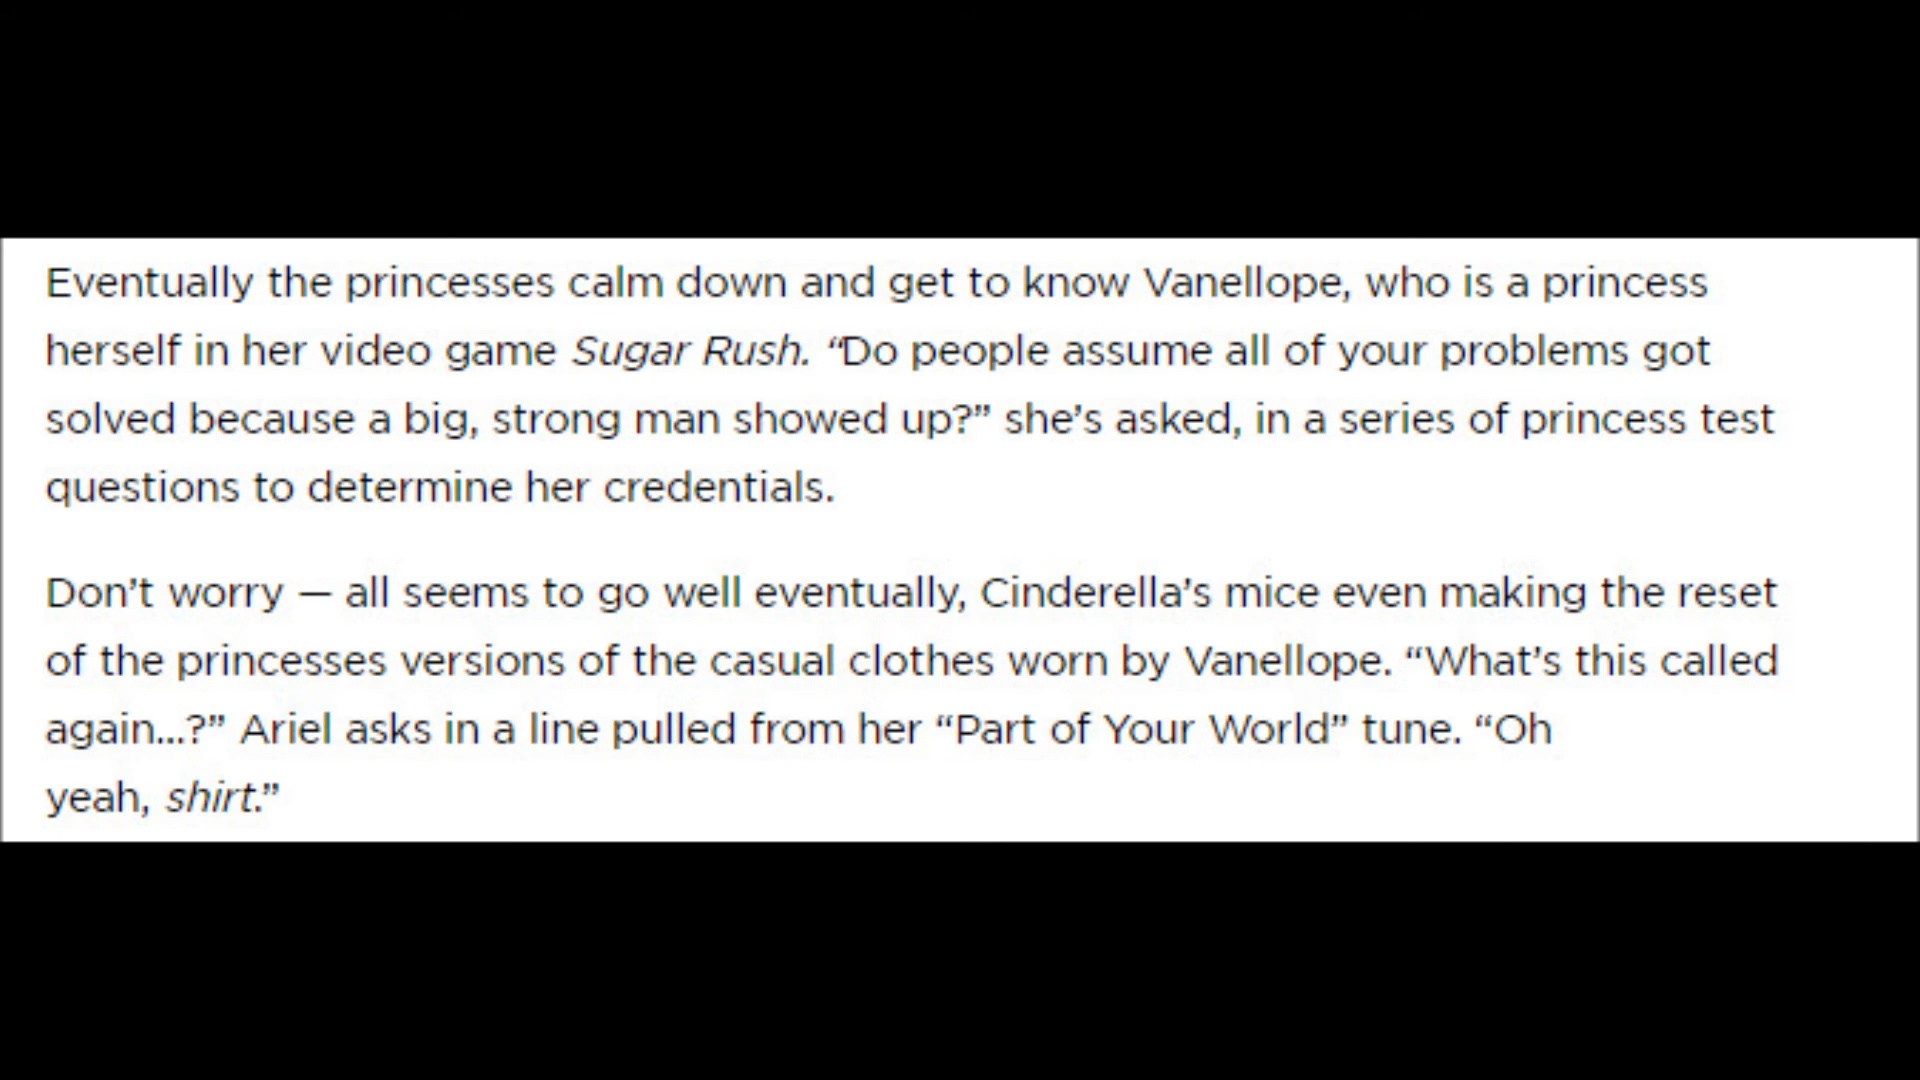 Eventually the princesses calm down and get to know Vanellope, who is a princess
herself in her video game Sugar Rush. “Do people assume all of your problems got
solved because a big, strong man showed up?” she’s asked, in a series of princess test
questions to determine her credentials.
Don’t worry — all seems to go well eventually, Cinderella’s mice even making the reset
of the princesses versions of the casual clothes worn by Vanellope. “What’s this called
again...?” Ariel asks in a line pulled from her “Part of Your World” tune. “Oh
yeah, shirt.”